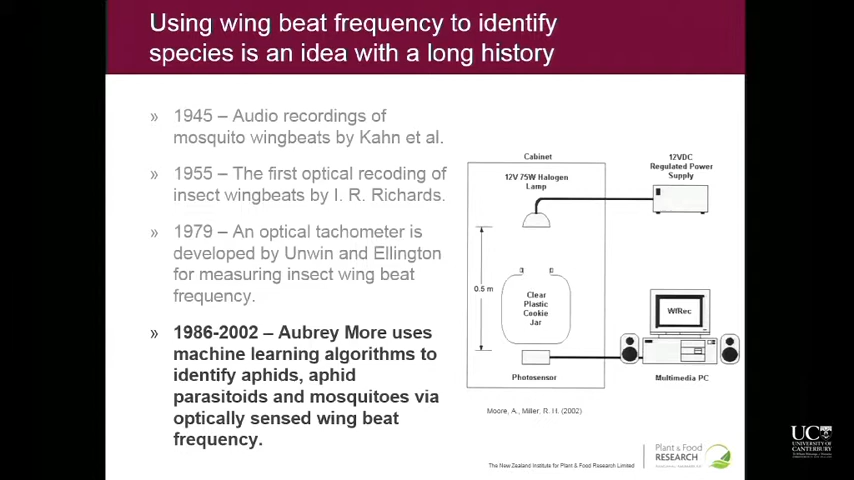 Using wing beat frequency to identify
species is an idea with a long history
» 1945 – Audio recordings of
mosquito wingbeats by Kahn et al.
» 1955 – The first optical recoding of
insect wingbeats by I. R. Richards.
» 1979 – An optical tachometer is
developed by Unwin and Ellington
for measuring insect wing beat
frequency.
» 1986-2002 – Aubrey More uses
machine learning algorithms to
identify aphids, aphid
parasitoids and mosquitoes via
optically sensed wing beat
frequency.
Cabinet
12V 75W Halogen
Lamp
12VDC
Regulated Power
Supply
0.5 m
Clear
Plastic
Cookie
Jar
WIRec
Photosensor
Multimedia PC
Moore, A., Miller, R. H. (2002)
The New Zealand Institute for Plant & Food Research Limited
Plant & Food
RESEARCH
UC
UNIVERSITY OF
CANTERBURY